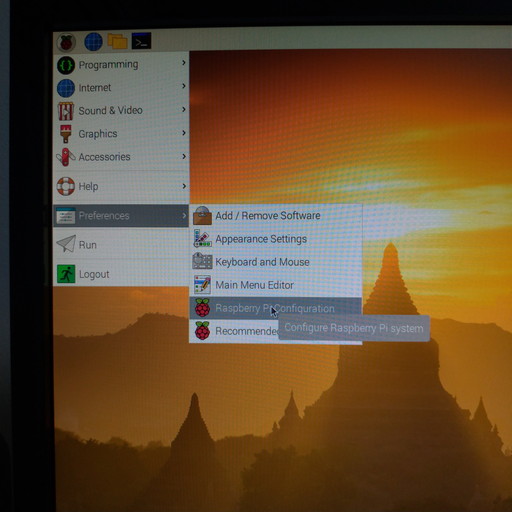 Programming
Internet
Sound & Video
Graphics
Accessories
Help
Preferences
Run
Logout
Add / Remove Software
Appearance Settings
Keyboard and Mouse
Main Menu Editor
Raspberry Pi Configuration
Recommende
Configure Raspberry Pi system